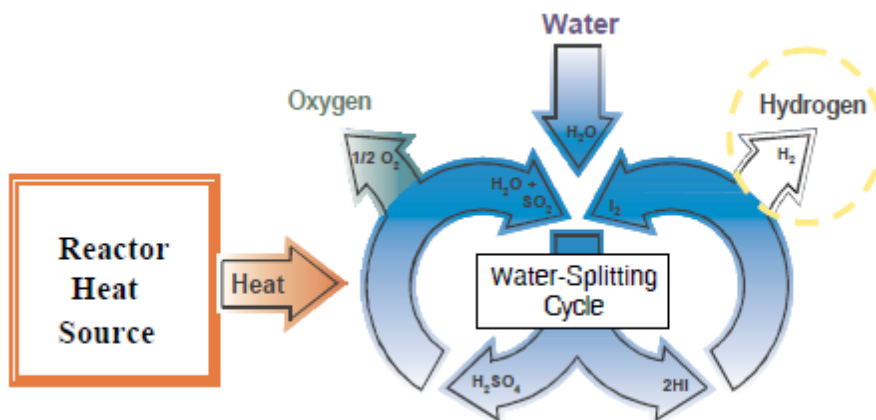 Water
Oxygen
Hydrogen
H₂O
1/2 O₂
H₂
H₂O +
SO₂
I₂
Reactor
Heat
Source
Heat
Water-Splitting
Cycle
H₂SO₄
2HI